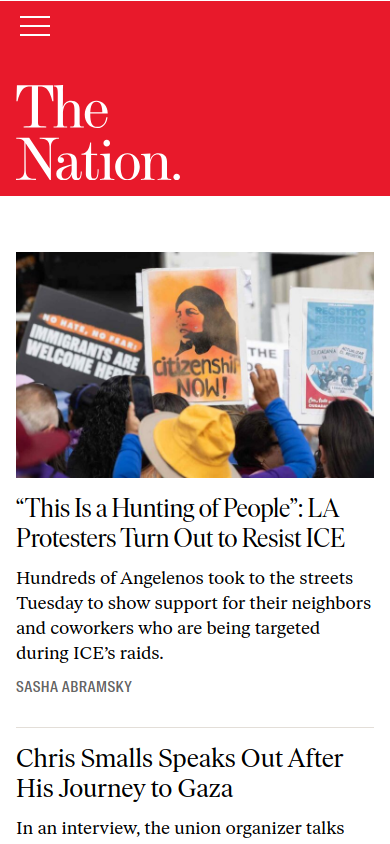 The
Nation.
NO HATE, NO FEAR!
IMMIGRANTS ARE
WELCOME HERE
citizenship
NOW!
THE
“This Is a Hunting of People”: LA
Protesters Turn Out to Resist ICE
Hundreds of Angelenos took to the streets
Tuesday to show support for their neighbors
and coworkers who are being targeted
during ICE’s raids.
SASHA ABRAMSKY
Chris Smalls Speaks Out After
His Journey to Gaza
In an interview, the union organizer talks